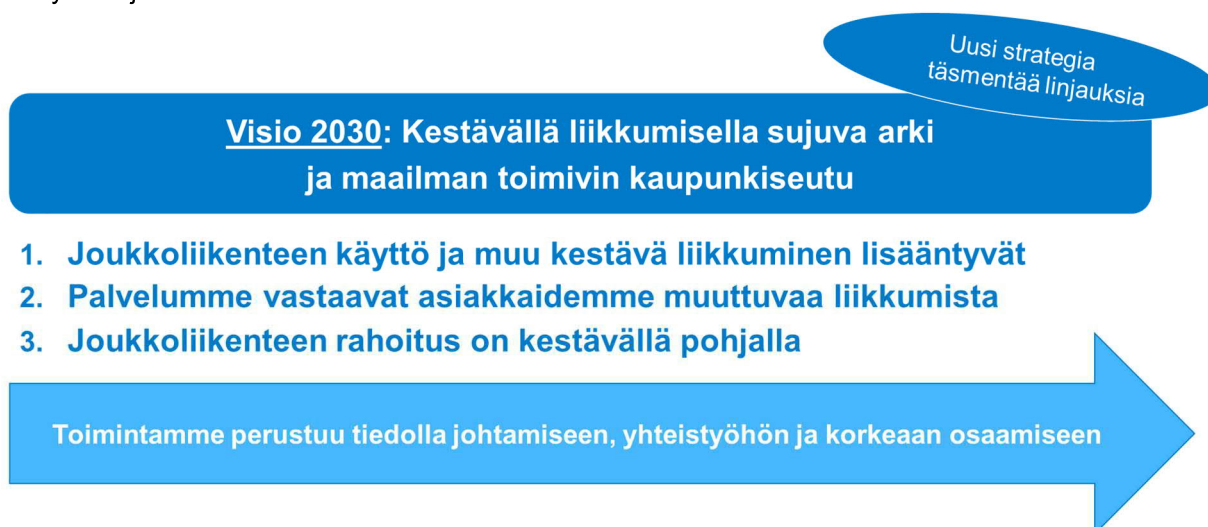 Uusi strategia
täsmentää linjauksia
Visio 2030: Kestävällä liikkumisella sujuva arki
ja maailman toimivin kaupunkiseutu
1. Joukkoliikenteen käyttö ja muu kestävä liikkuminen lisääntyvät
2. Palvelumme vastaavat asiakkaidemme muuttuvaa liikkumista
3. Joukkoliikenteen rahoitus on kestävällä pohjalla
Toimintamme perustuu tiedolla johtamiseen, yhteistyöhön ja korkeaan osaamiseen